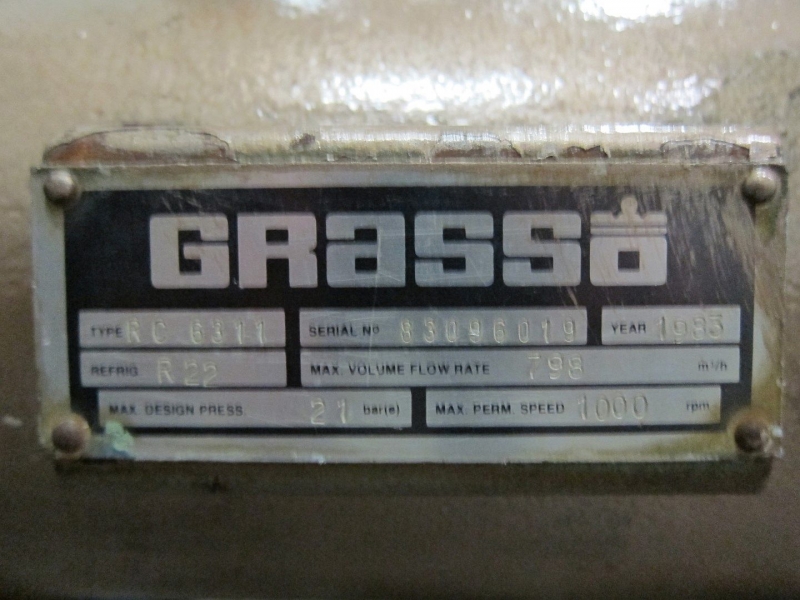 GRasso
TYPE RC 6311 SERIAL Nº 83096019 YEAR 1983
REFRIG R22 MAX. VOLUME FLOW RATE 798 m³/h
MAX. DESIGN PRESS. 21 bar(e) MAX. PERM. SPEED 1000 rpm